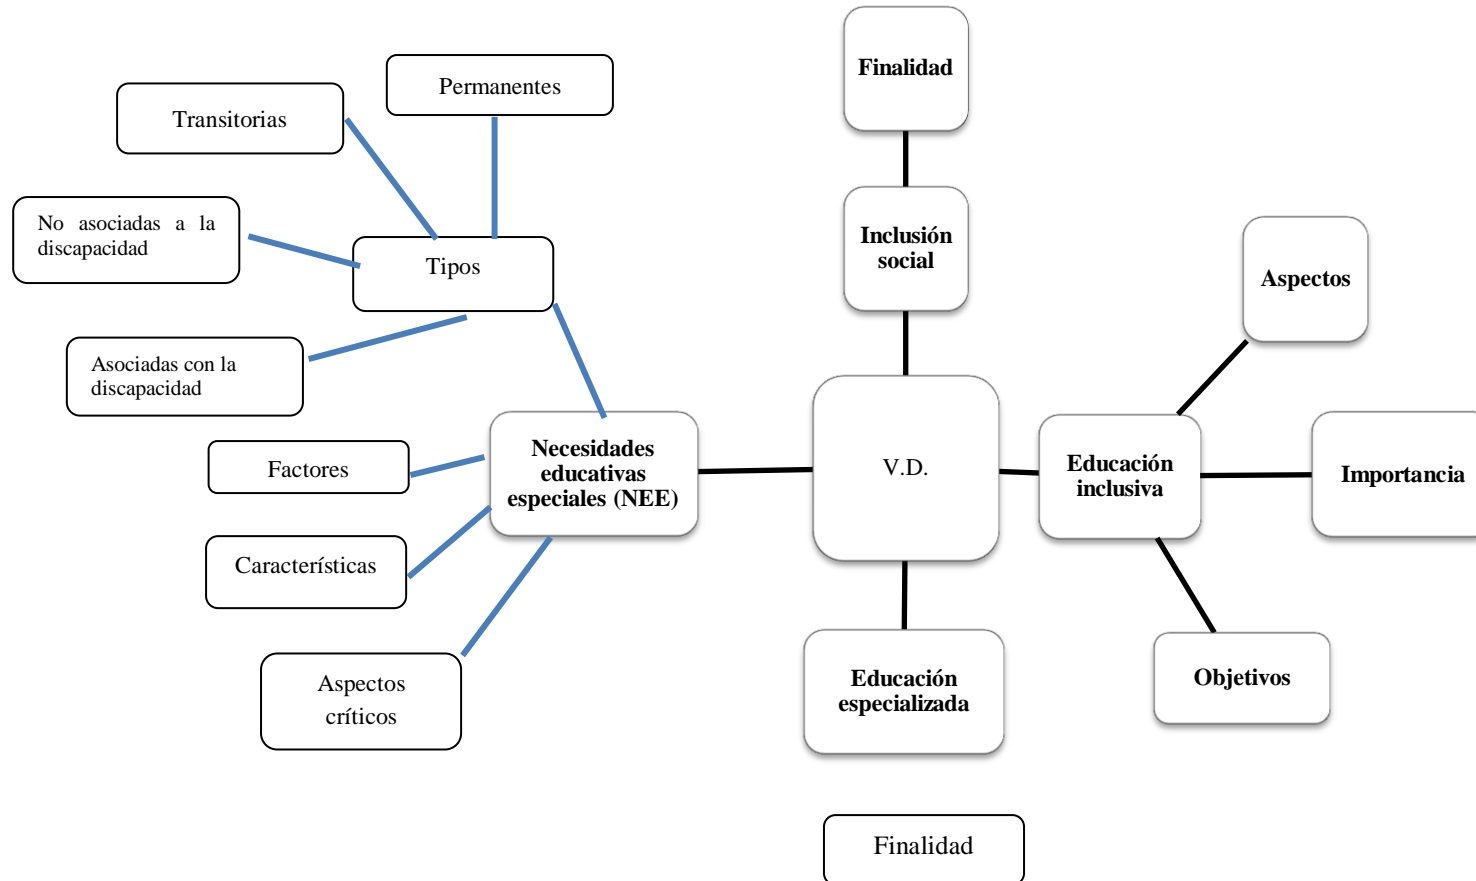 Finalidad
Permanentes
Transitorias
No asociadas a la
discapacidad
Tipos
Inclusión
social
Aspectos
Asociadas con la
discapacidad
Factores
Necesidades
educativas
especiales (NEE)
V.D.
Educación
inclusiva
Importancia
Características
Aspectos
críticos
Educación
especializada
Objetivos
Finalidad